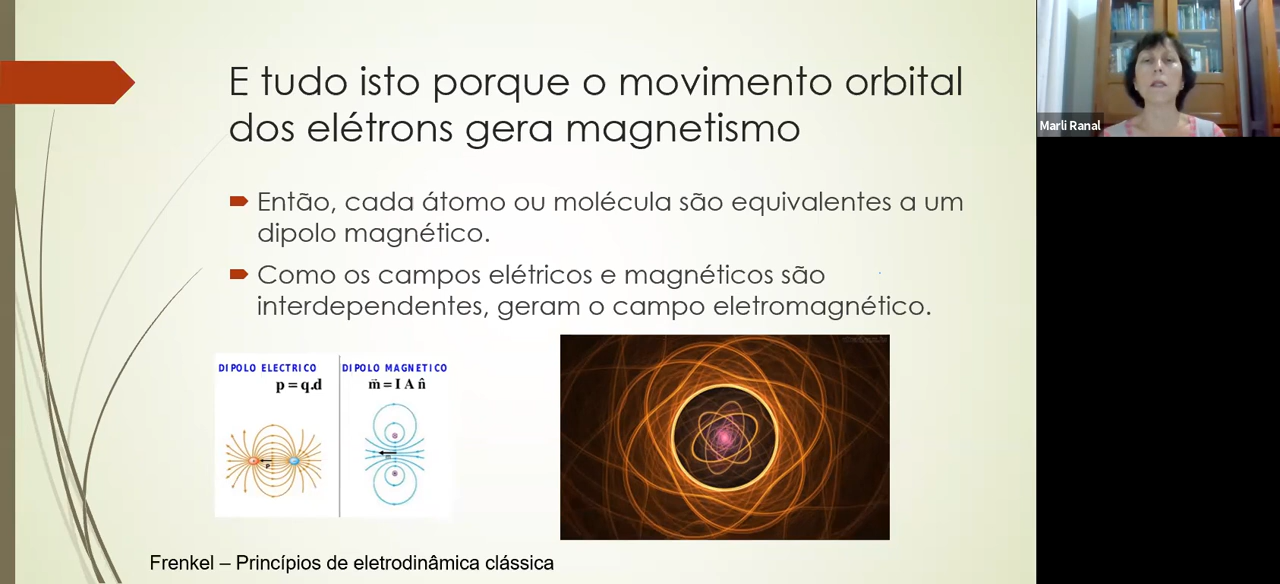 E tudo isto porque o movimento orbital
dos elétrons gera magnetismo
Então, cada átomo ou molécula são equivalentes a um
dipolo magnético.
Como os campos elétricos e magnéticos são
interdependentes, geram o campo eletromagnético.
DIPOLO ELECTRICO
p = q.d
DIPOLO MAGNETICO
m⃗ = I A n̂
Frenkel – Princípios de eletrodinâmica clássica
Marli Ranal